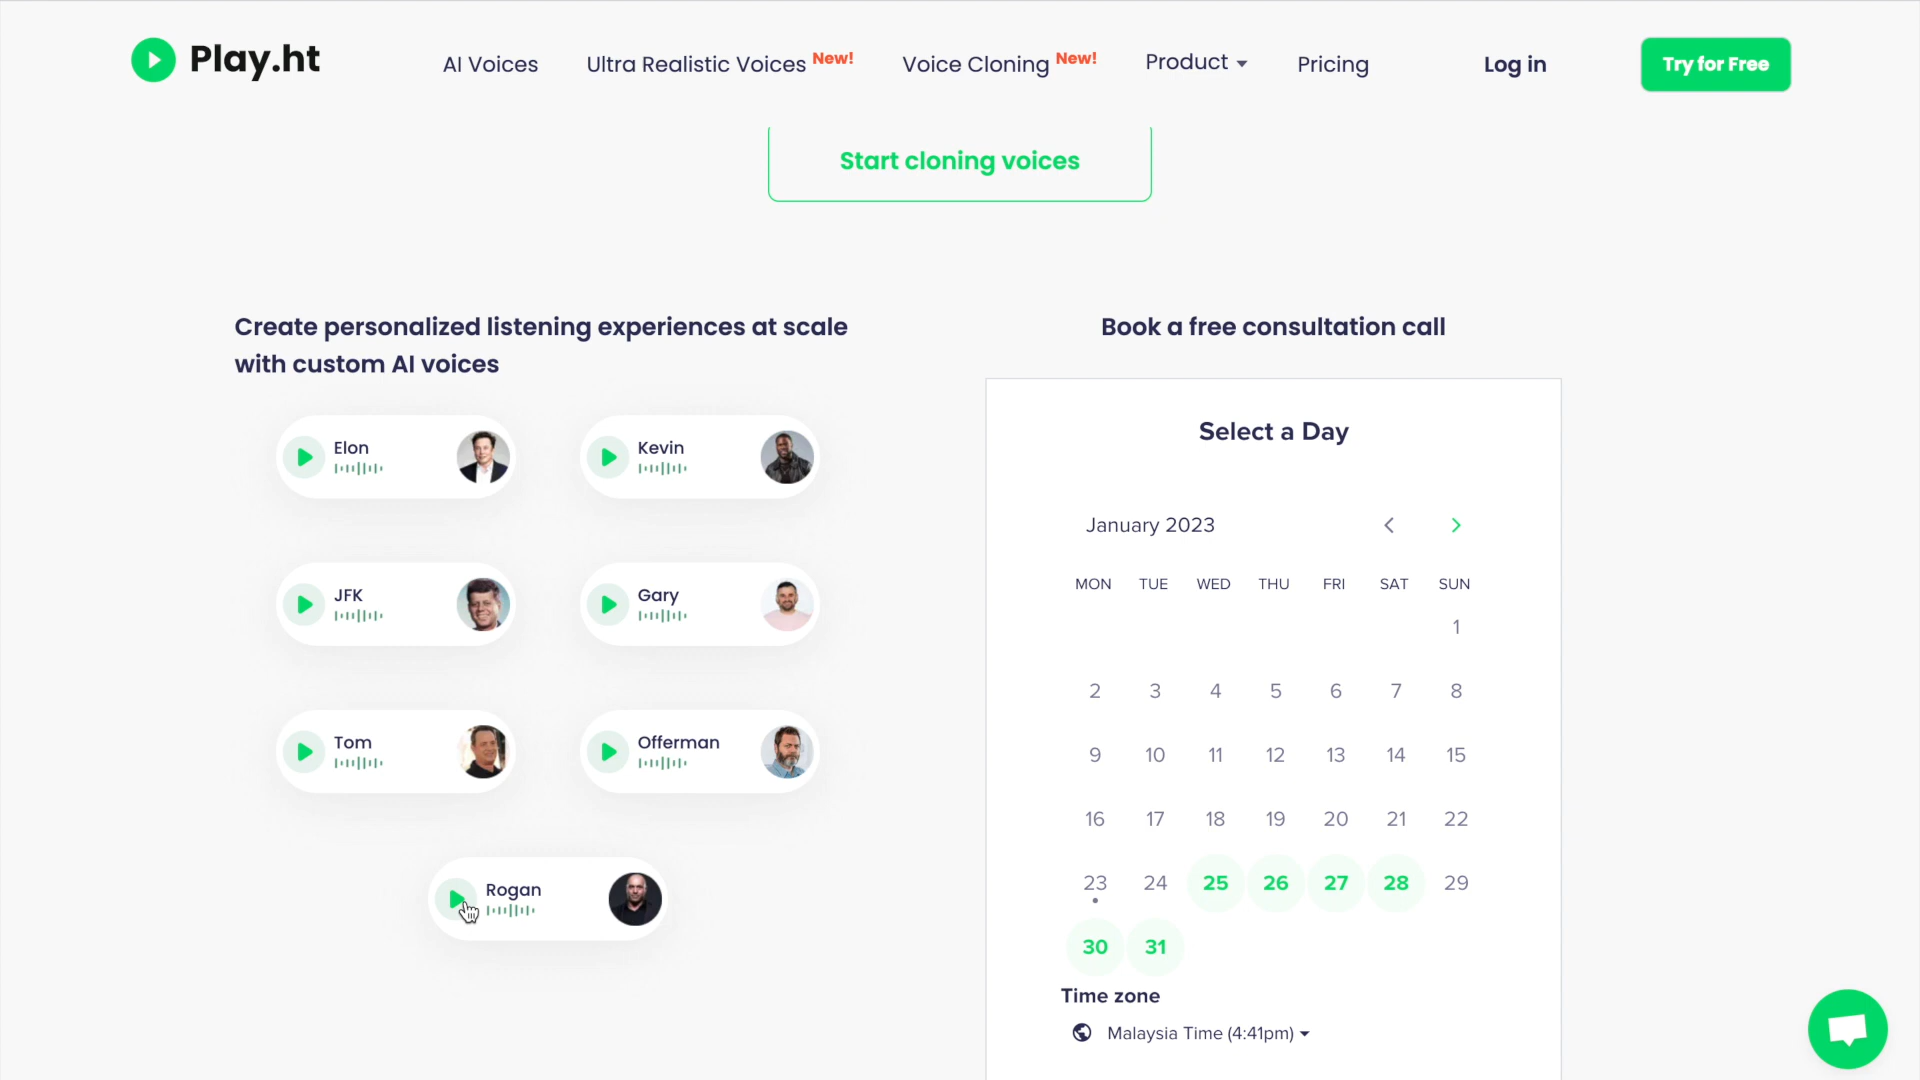 Play.ht
AI Voices
Ultra Realistic Voices New!
Voice Cloning New!
Product
Pricing
Log in
Try for Free
Start cloning voices
Create personalized listening experiences at scale
with custom AI voices
Elon
Kevin
JFK
Gary
Tom
Offerman
Rogan
Book a free consultation call
Select a Day
January 2023
MON TUE WED THU FRI SAT SUN
1
2 3 4 5 6 7 8
9 10 11 12 13 14 15
16 17 18 19 20 21 22
23 24 25 26 27 28 29
30 31
Time zone
Malaysia Time (4:41pm)